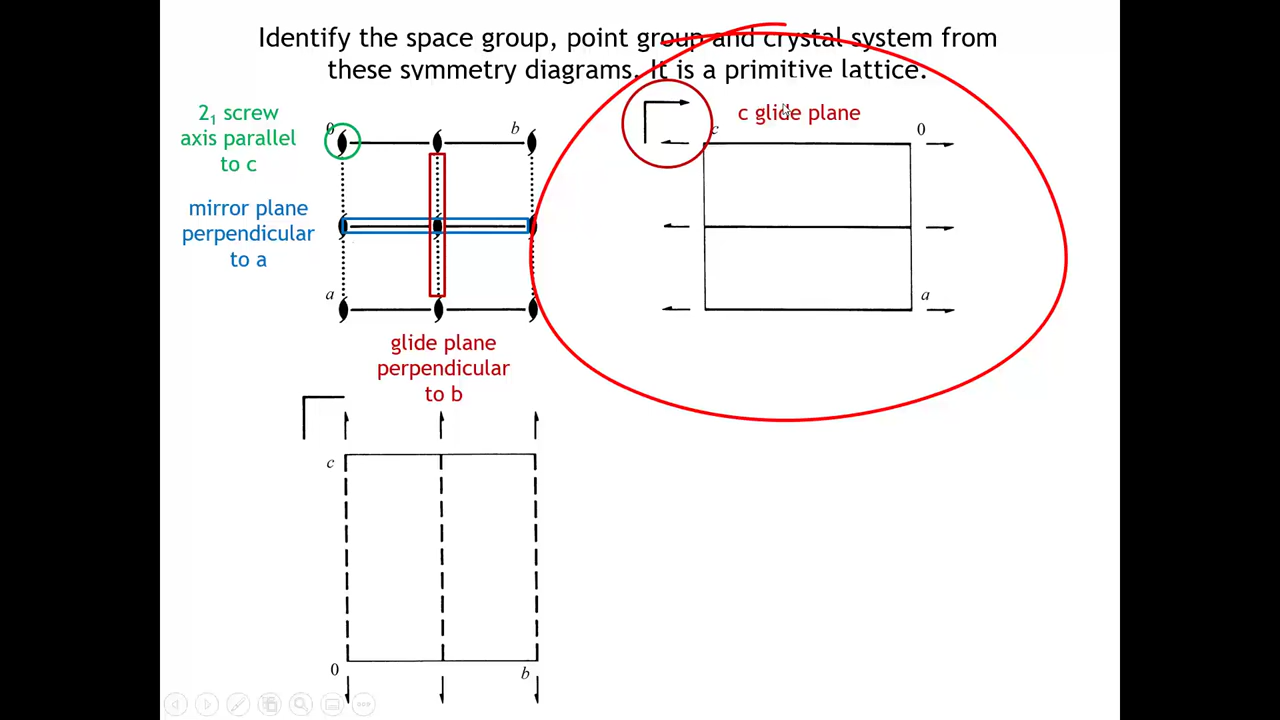 Identify the space group, point group and crystal system from
these symmetry diagrams. It is a primitive lattice.
2₁ screw
axis parallel
to c
0
b
mirror plane
perpendicular
to a
a
glide plane
perpendicular
to b
c glide plane
c
0
a
c
0
b